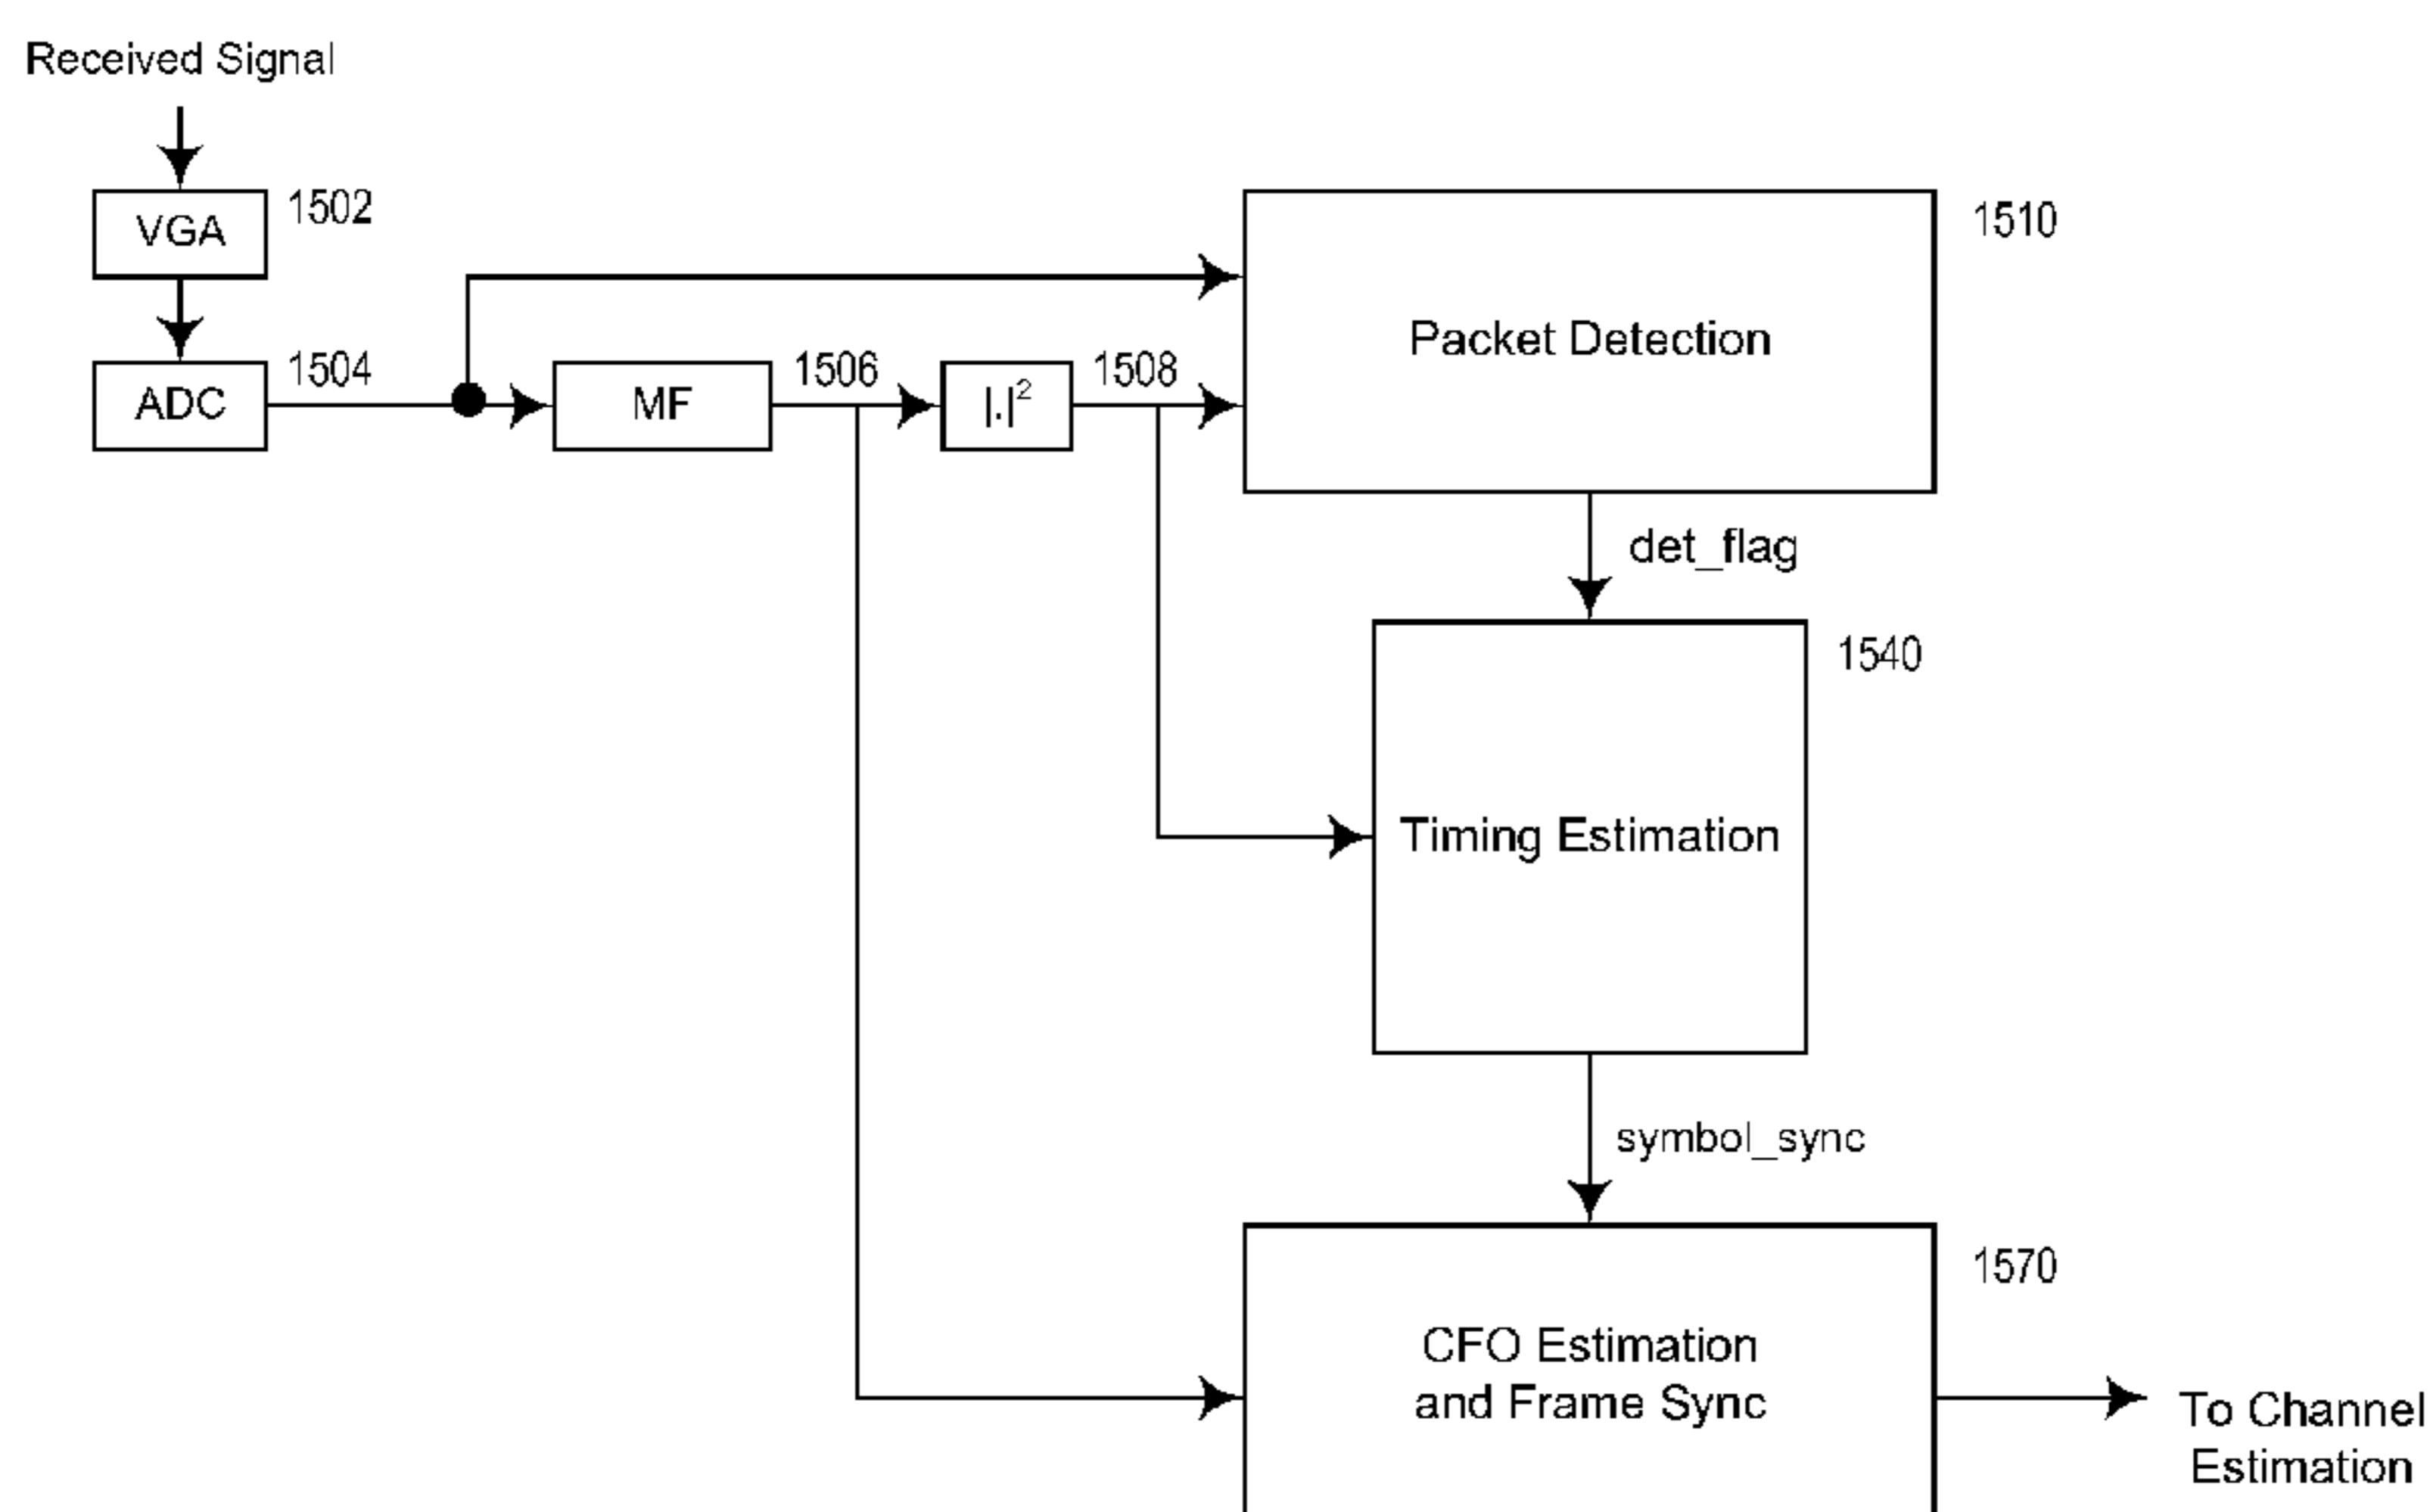 Received Signal
VGA
1502
ADC
1504
MF
1506
|.|²
1508
Packet Detection
1510
det_flag
Timing Estimation
1540
symbol_sync
CFO Estimation
and Frame Sync
1570
To Channel
Estimation